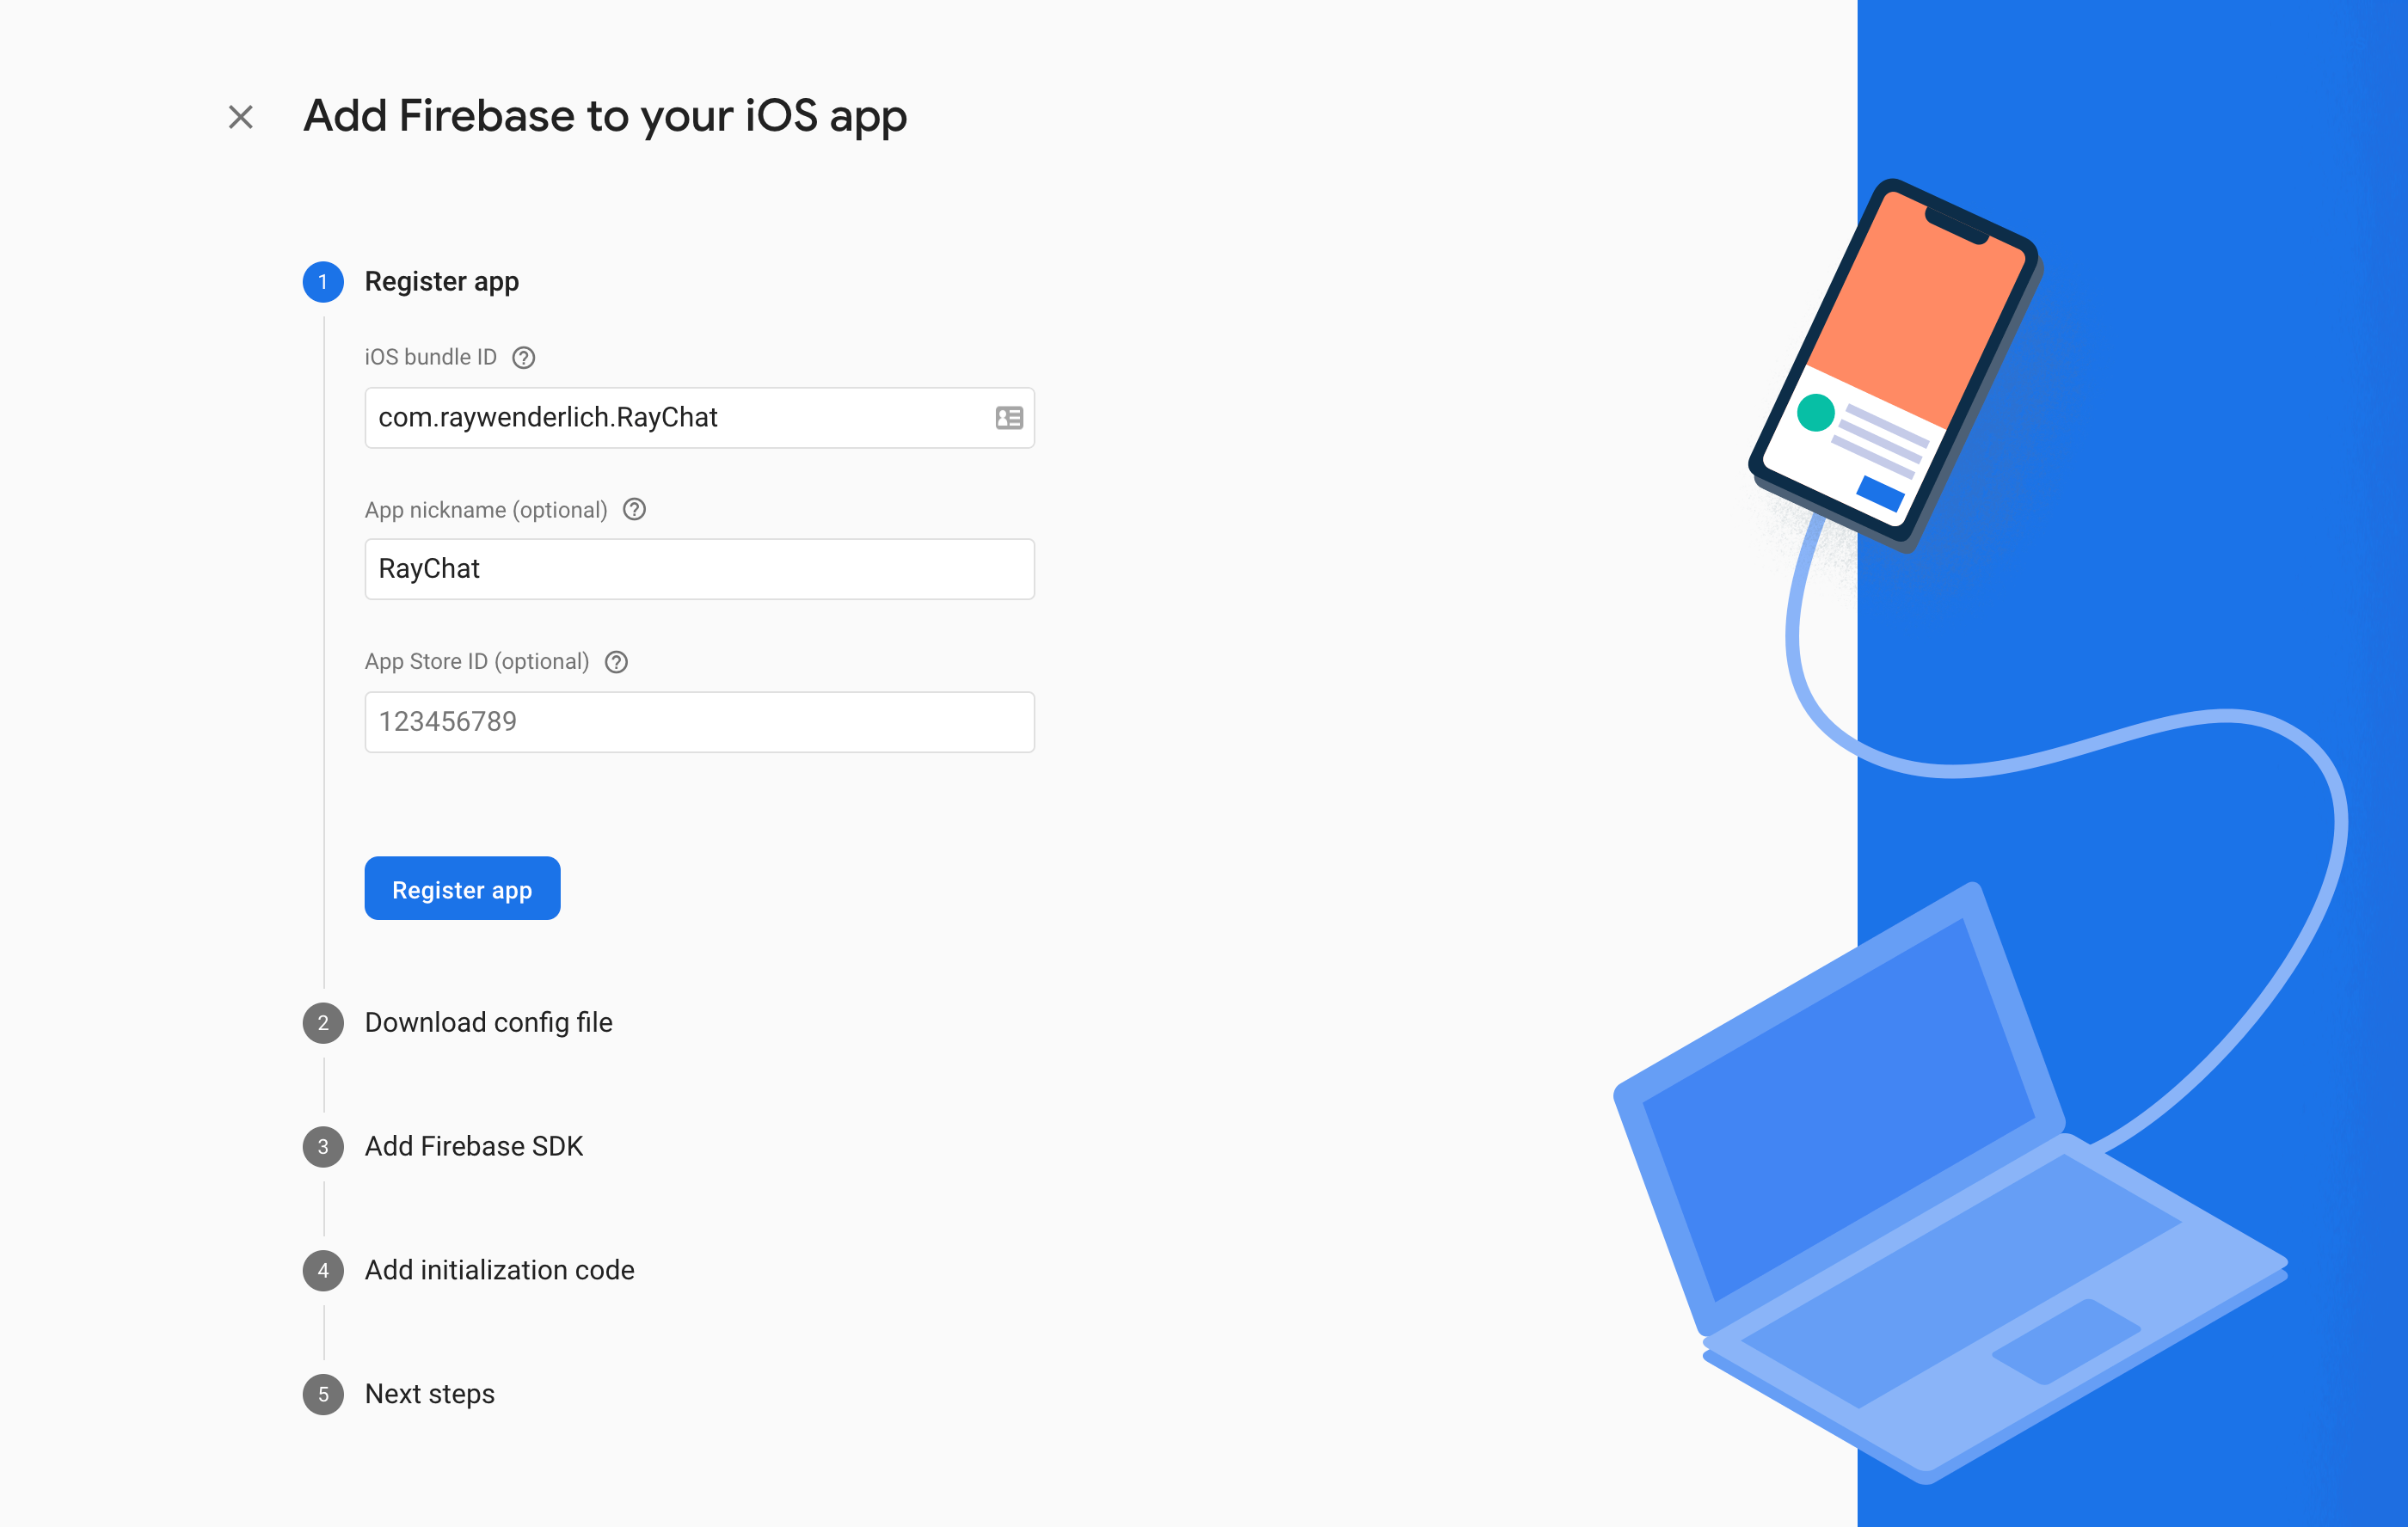 Add Firebase to your iOS app
1 Register app
iOS bundle ID ?
com.raywenderlich.RayChat
App nickname (optional) ?
RayChat
App Store ID (optional) ?
123456789
Register app
2 Download config file
3 Add Firebase SDK
4 Add initialization code
5 Next steps